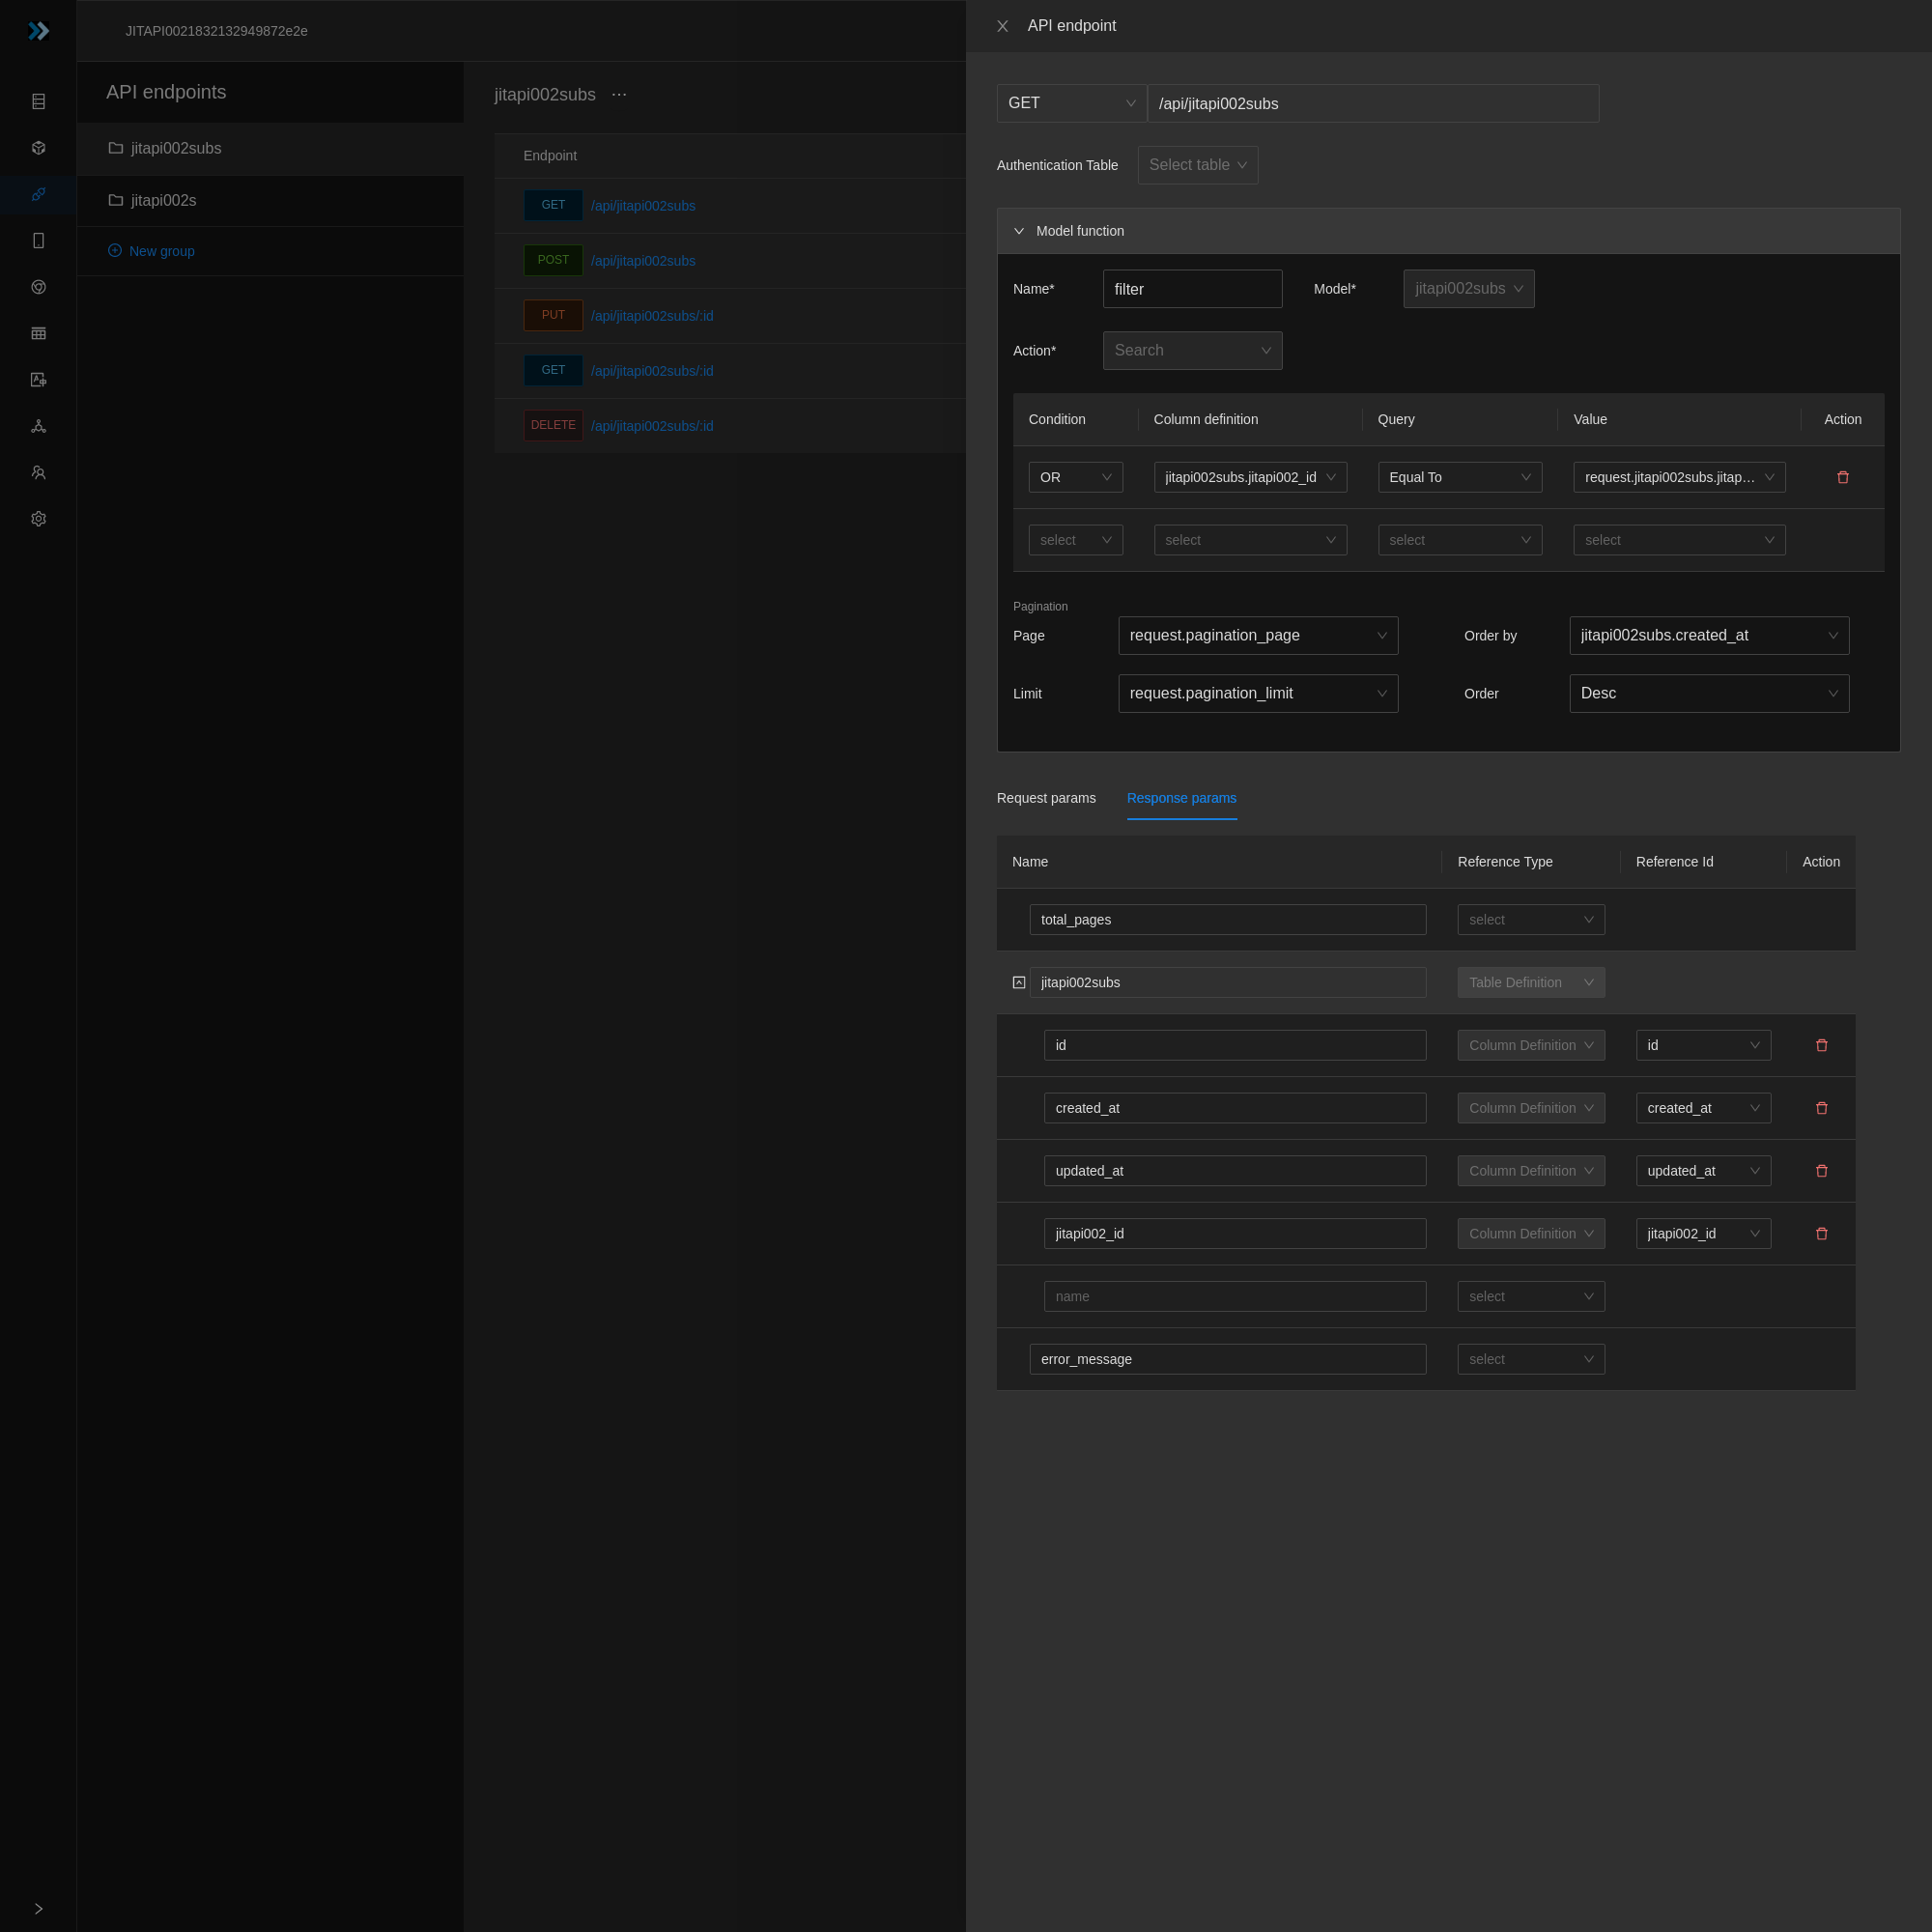 JITAPI0021832132949872e2e
API endpoints
jitapi002subs
jitapi002s
New group
jitapi002subs ···
Endpoint
GET /api/jitapi002subs
POST /api/jitapi002subs
PUT /api/jitapi002subs/:id
GET /api/jitapi002subs/:id
DELETE /api/jitapi002subs/:id
API endpoint
GET /api/jitapi002subs
Authentication Table Select table
Model function
Name* filter Model* jitapi002subs
Action* Search
Condition Column definition Query Value Action
OR jitapi002subs.jitapi002_id Equal To request.jitapi002subs.jitap...
select select select select
Pagination
Page request.pagination_page Order by jitapi002subs.created_at
Limit request.pagination_limit Order Desc
Request params Response params
Name Reference Type Reference Id Action
total_pages select
jitapi002subs Table Definition
id Column Definition id
created_at Column Definition created_at
updated_at Column Definition updated_at
jitapi002_id Column Definition jitapi002_id
name select
error_message select